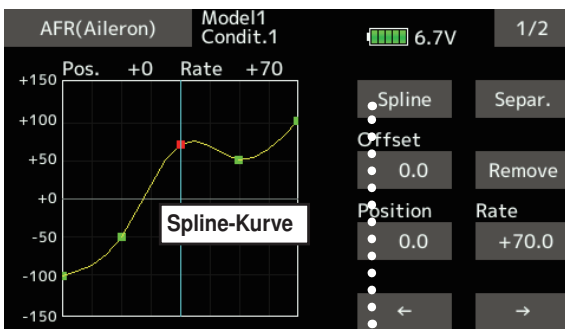 AFR(Aileron)
Model1
Condit.1
6.7V
1/2
Pos. +0 Rate +70
+150
+100
+50
+0
-50
-100
-150
Spline-Kurve
Spline
Separ.
Offset
0.0
Remove
Position
Rate
0.0
+70.0
←
→